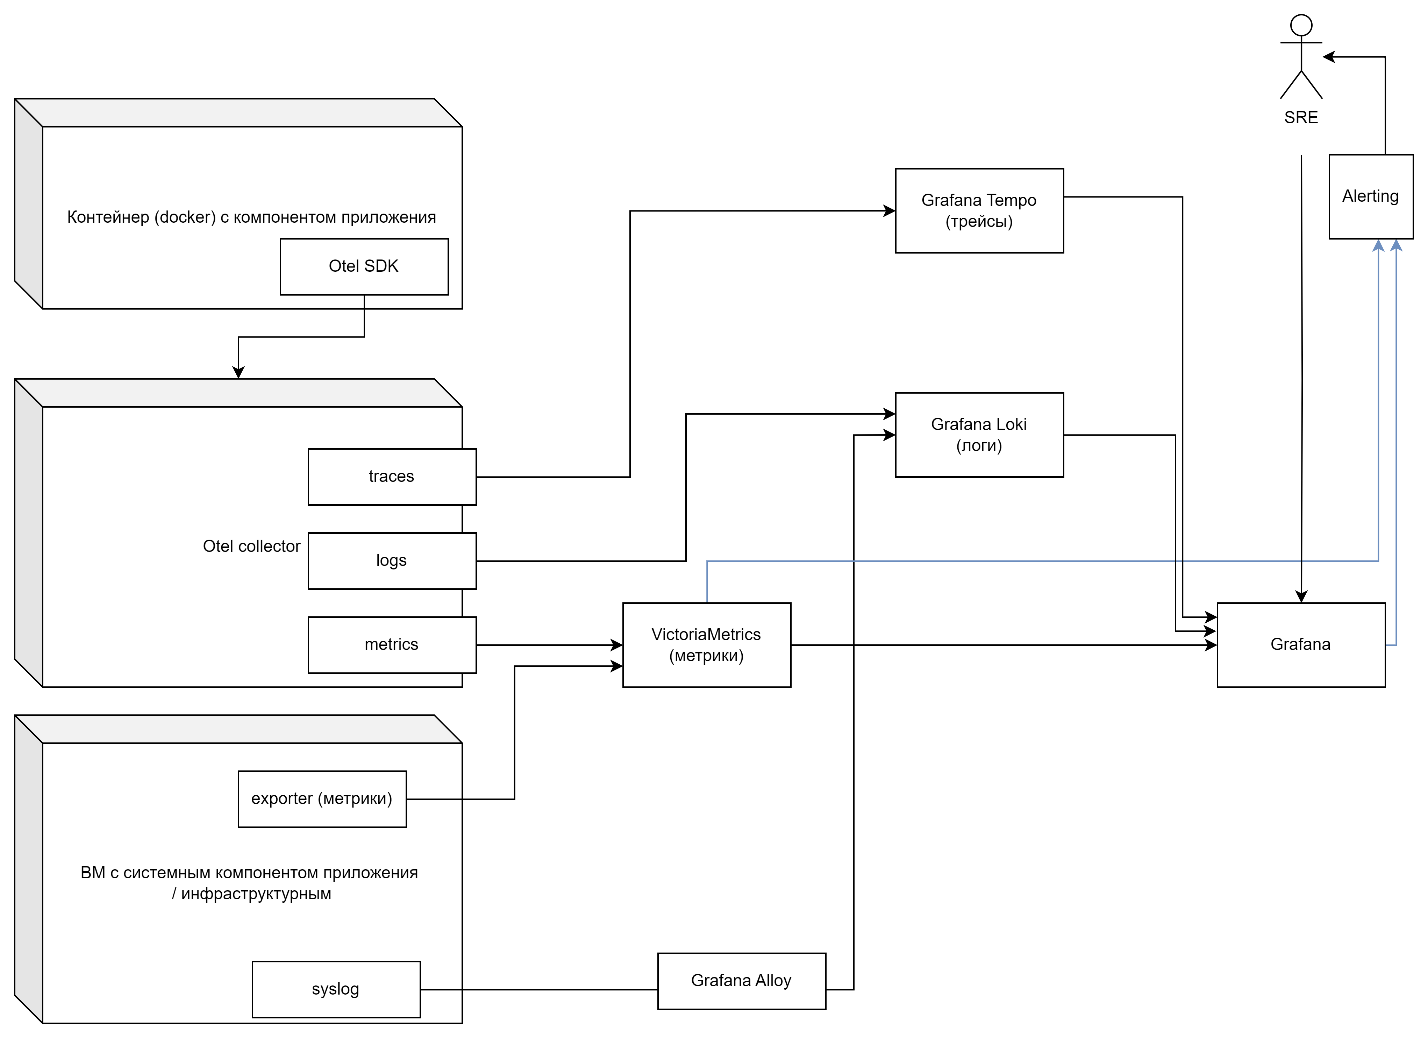 SRE
Alerting
Контейнер (docker) с компонентом приложения
Otel SDK
Grafana Tempo
(трейсы)
Grafana Loki
(логи)
traces
Otel collector
logs
metrics
VictoriaMetrics
(метрики)
Grafana
exporter (метрики)
ВМ с системным компонентом приложения
/ инфраструктурным
syslog
Grafana Alloy